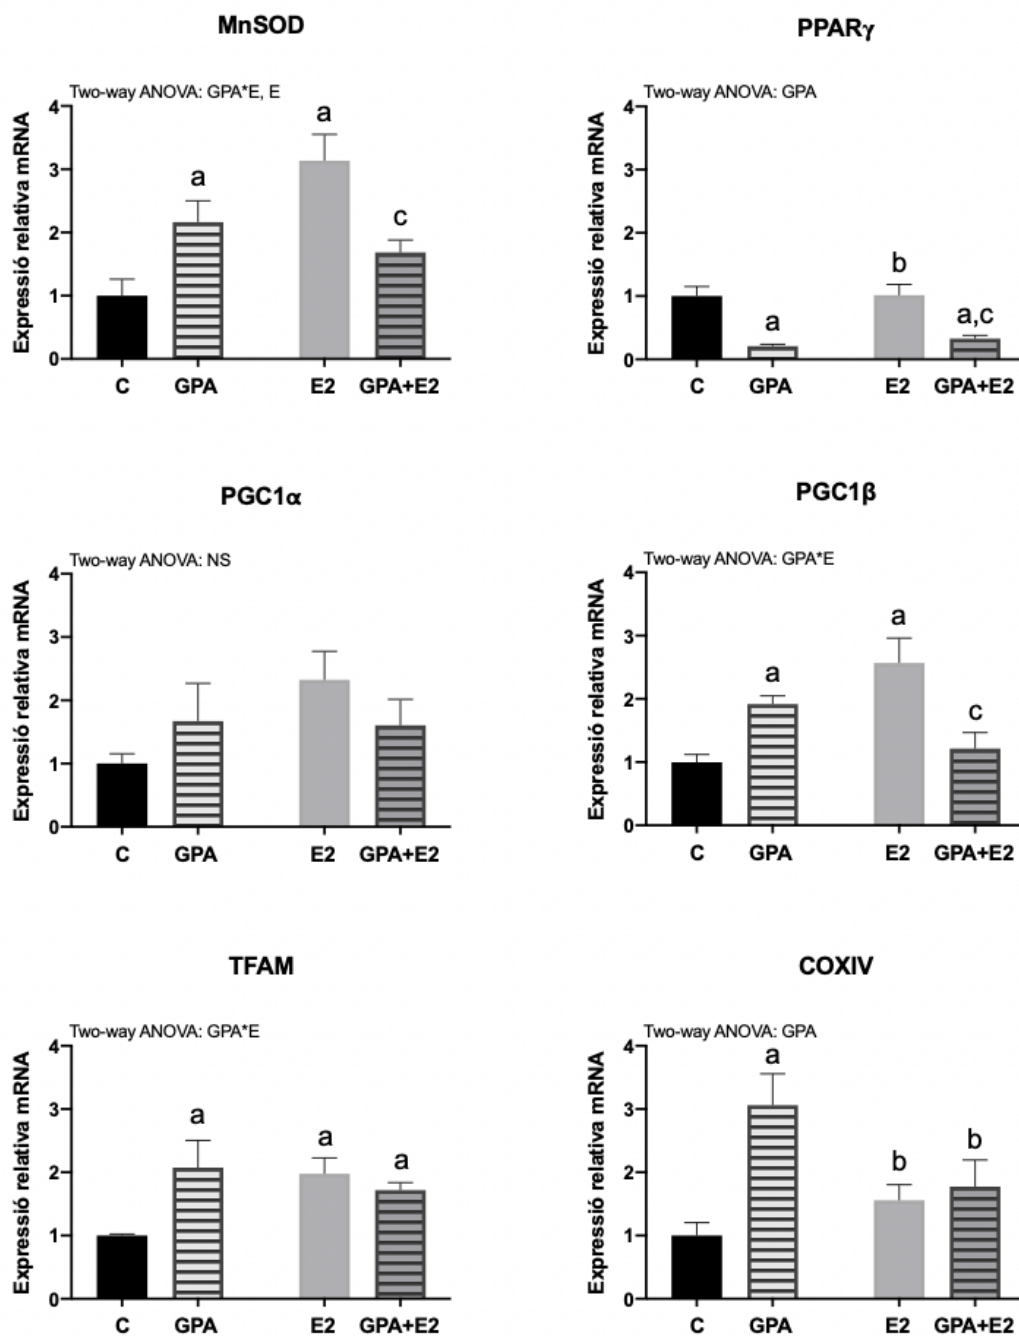 MnSOD
Two-way ANOVA: GPA*E, E
Expressió relativa mRNA
4
3
2
1
0
a
a
c
C GPA E2 GPA+E2
PPARγ
Two-way ANOVA: GPA
Expressió relativa mRNA
4
3
2
1
0
a
b
a,c
C GPA E2 GPA+E2
PGC1α
Two-way ANOVA: NS
Expressió relativa mRNA
4
3
2
1
0
C GPA E2 GPA+E2
PGC1β
Two-way ANOVA: GPA*E
Expressió relativa mRNA
4
3
2
1
0
a
a
c
C GPA E2 GPA+E2
TFAM
Two-way ANOVA: GPA*E
Expressió relativa mRNA
4
3
2
1
0
a
a
a
C GPA E2 GPA+E2
COXIV
Two-way ANOVA: GPA
Expressió relativa mRNA
4
3
2
1
0
a
b
b
C GPA E2 GPA+E2